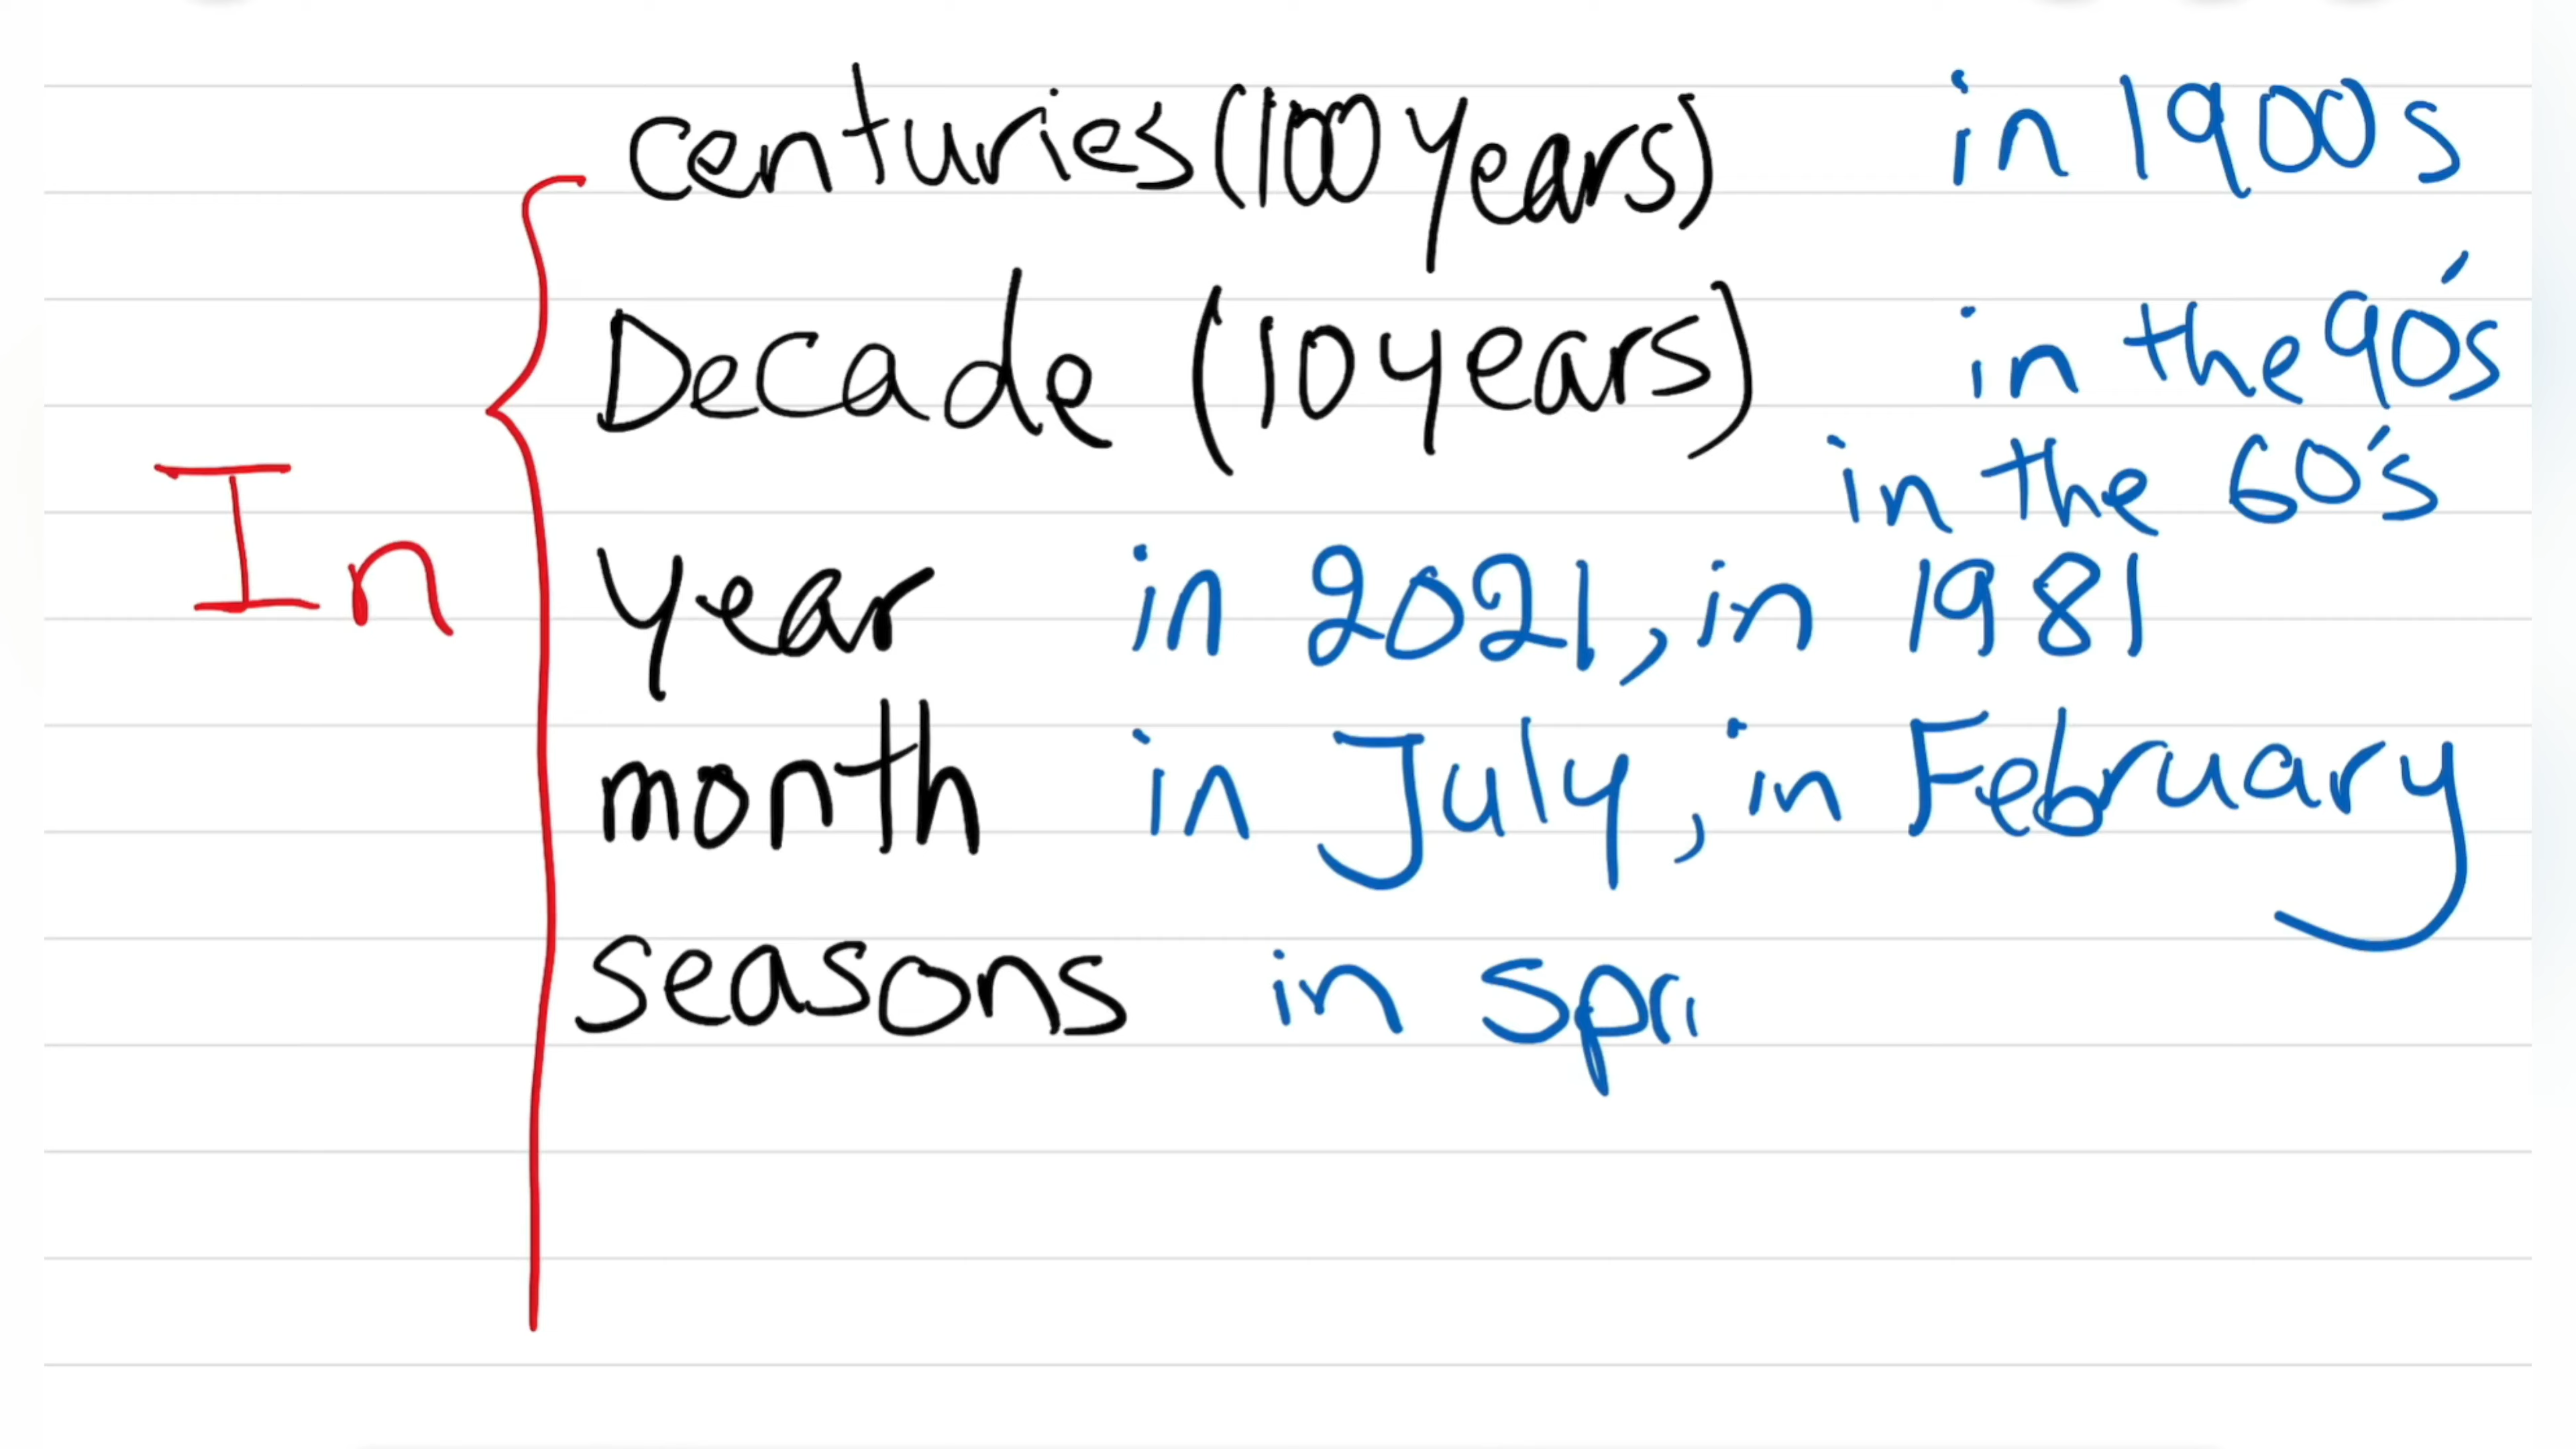 centuries (100 years) in 1900s
Decade (10 years) in the 90's
in the 60's
In
year in 2021, in 1981
month in July, in February
seasons in spri